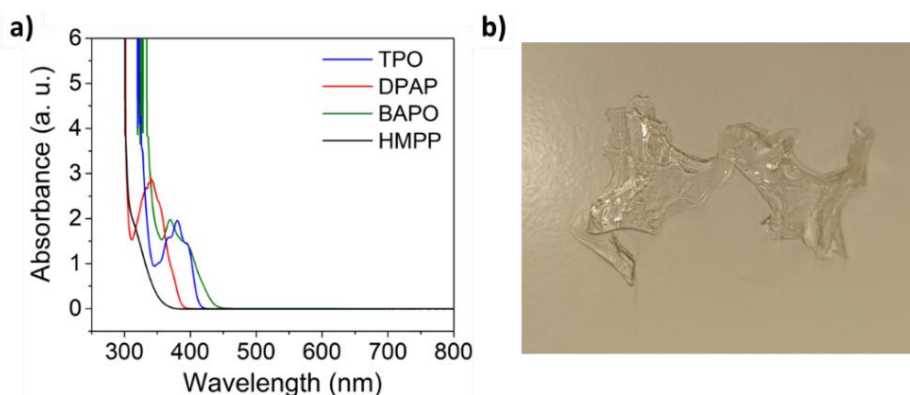 a)
b)
6
5
4
3
2
1
0
Absorbance (a. u.)
TPO
DPAP
BAPO
HMPP
300 400 500 600 700 800
Wavelength (nm)